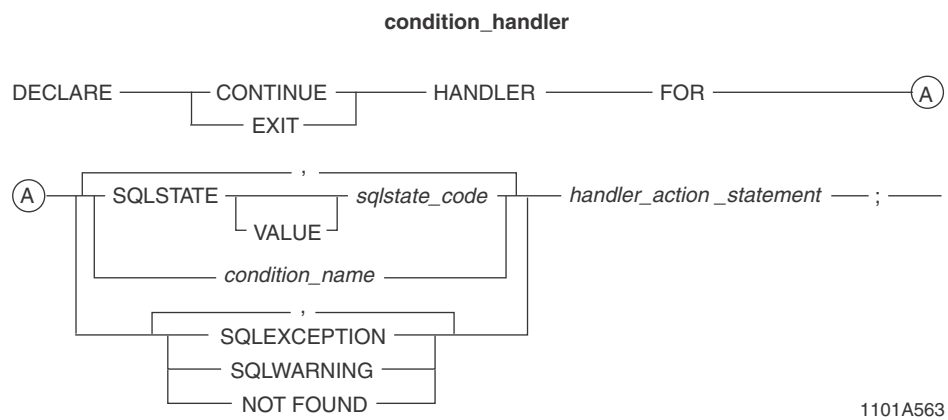 condition_handler
DECLARE CONTINUE HANDLER FOR A
EXIT
,
A SQLSTATE sqlstate_code handler_action _statement ;
VALUE
condition_name
,
SQLEXCEPTION
SQLWARNING
NOT FOUND
1101A563